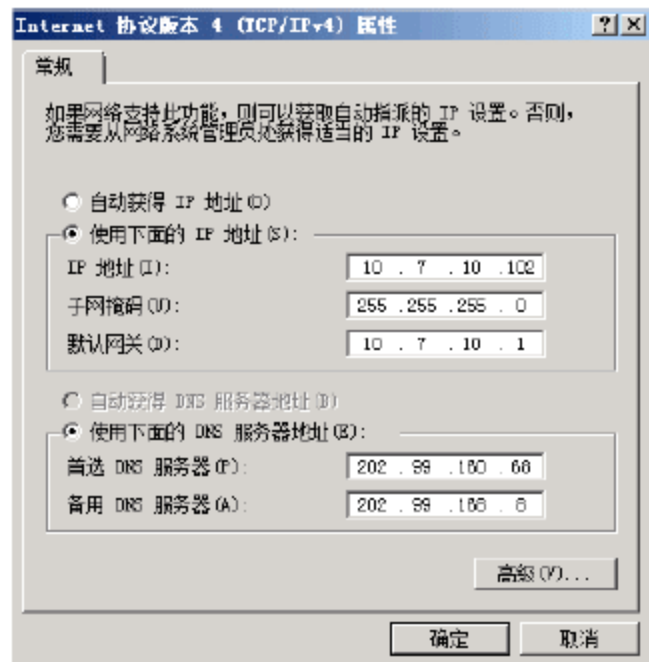 Internet 协议版本 4 (TCP/IPv4) 属性
常规
如果网络支持此功能，则可以获取自动指派的 IP 设置。否则，
您需要从网络系统管理员处获得适当的 IP 设置。
自动获得 IP 地址(O)
使用下面的 IP 地址(S):
IP 地址(I): 10 . 7 . 10 .102
子网掩码(U): 255 .255 .255 . 0
默认网关(D): 10 . 7 . 10 . 1
自动获得 DNS 服务器地址(B)
使用下面的 DNS 服务器地址(E):
首选 DNS 服务器(P): 202 . 99 .160 . 68
备用 DNS 服务器(A): 202 . 99 .168 . 8
高级(V)...
确定 取消